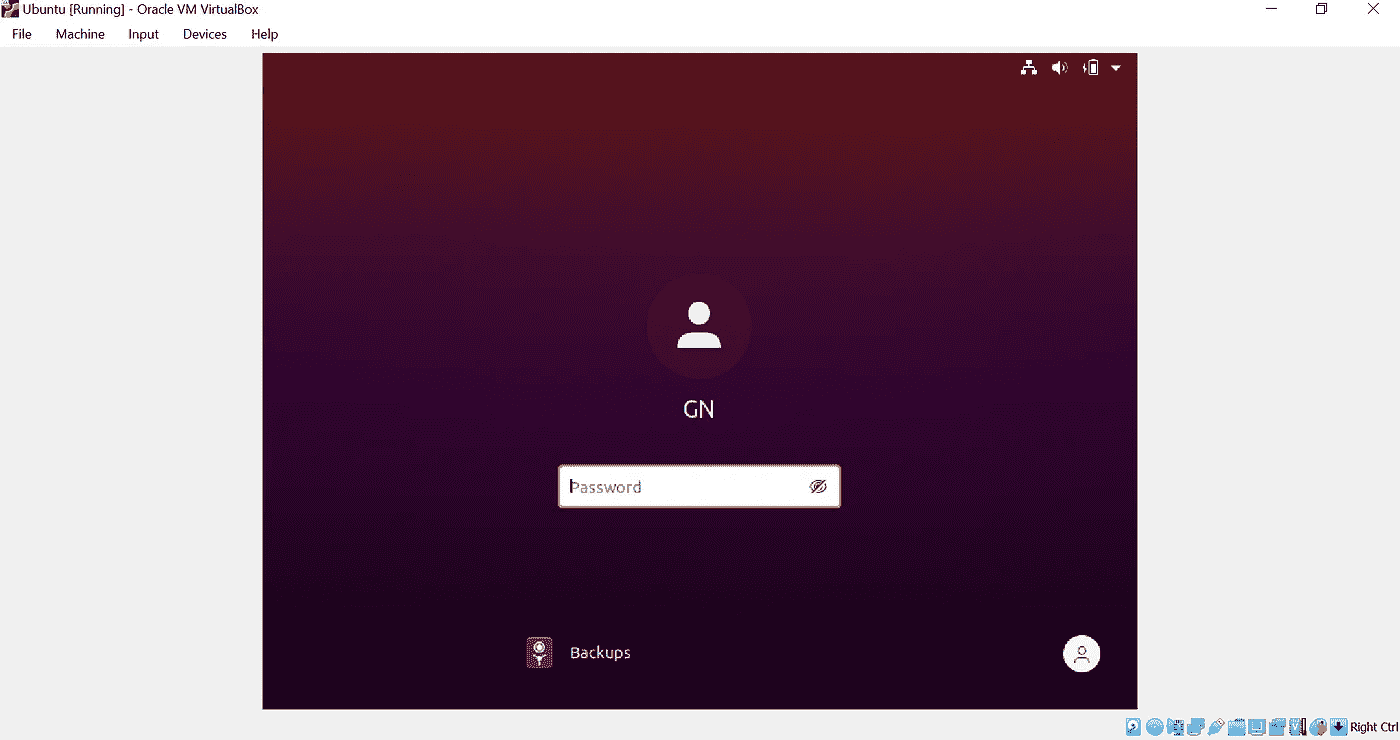 Ubuntu [Running] - Oracle VM VirtualBox
File Machine Input Devices Help
GN
Password
Backups
Right Ctrl